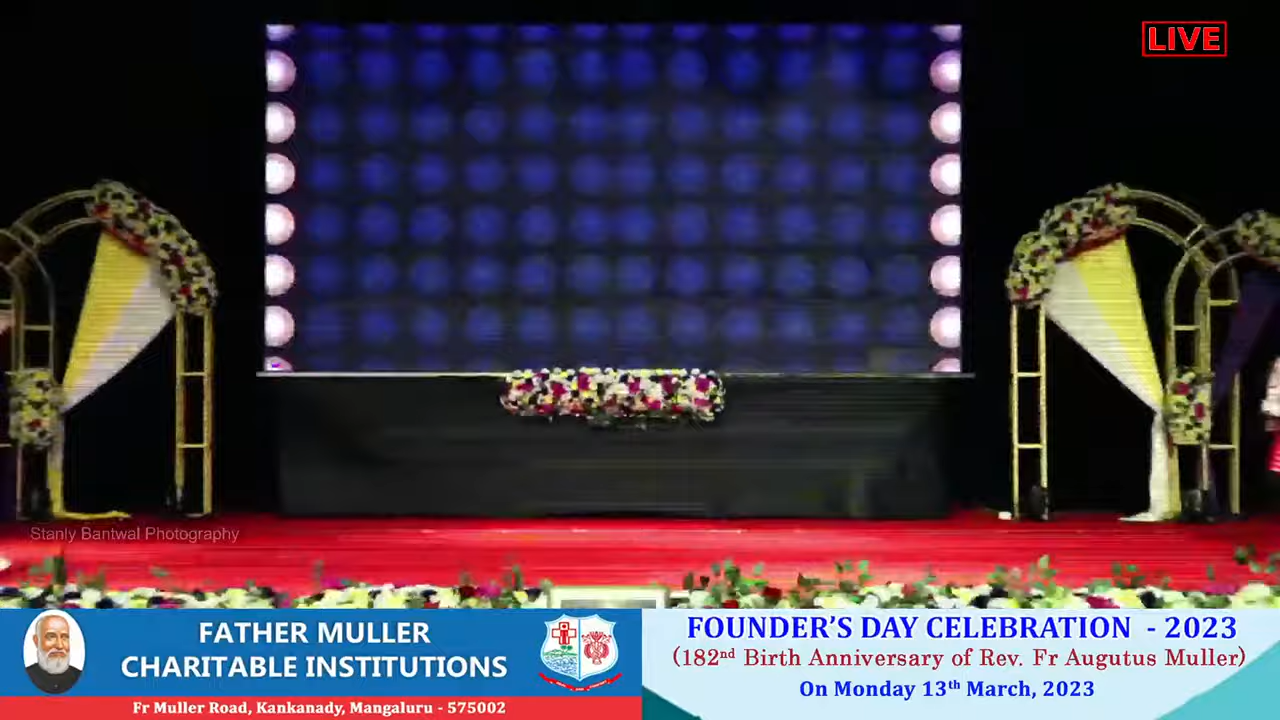 LIVE
Stanly Bantwal Photography
FATHER MULLER
CHARITABLE INSTITUTIONS
Fr Muller Road, Kankanady, Mangaluru - 575002
FOUNDER'S DAY CELEBRATION - 2023
(182nd Birth Anniversary of Rev. Fr Augutus Muller)
On Monday 13th March, 2023